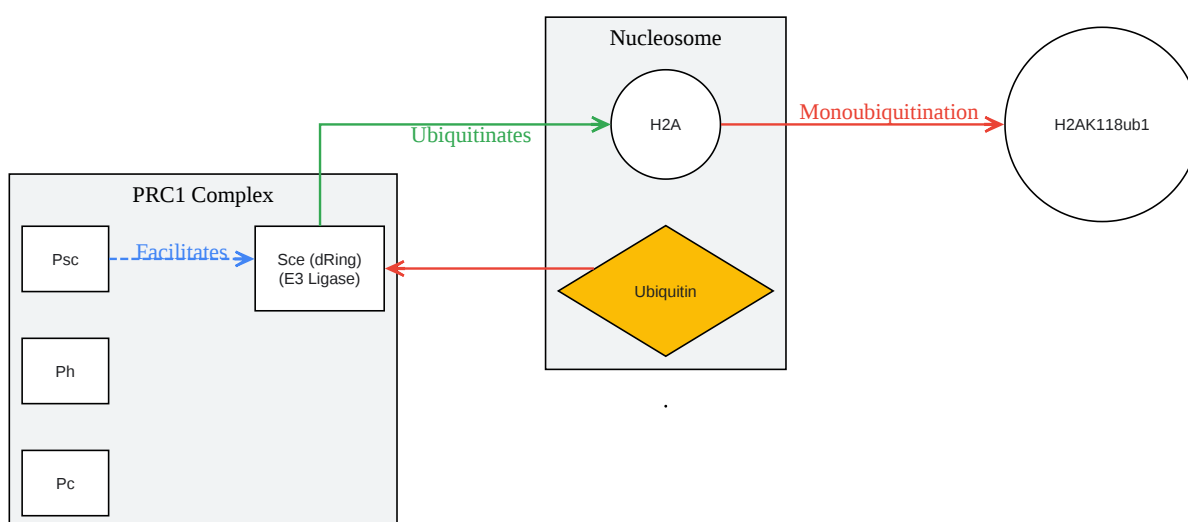 Nucleosome
H2A
Monoubiquitination
H2AK118ub1
Ubiquitinates
PRC1 Complex
Psc
Facilitates
Sce (dRing)
(E3 Ligase)
Ubiquitin
Ph
.
Pc